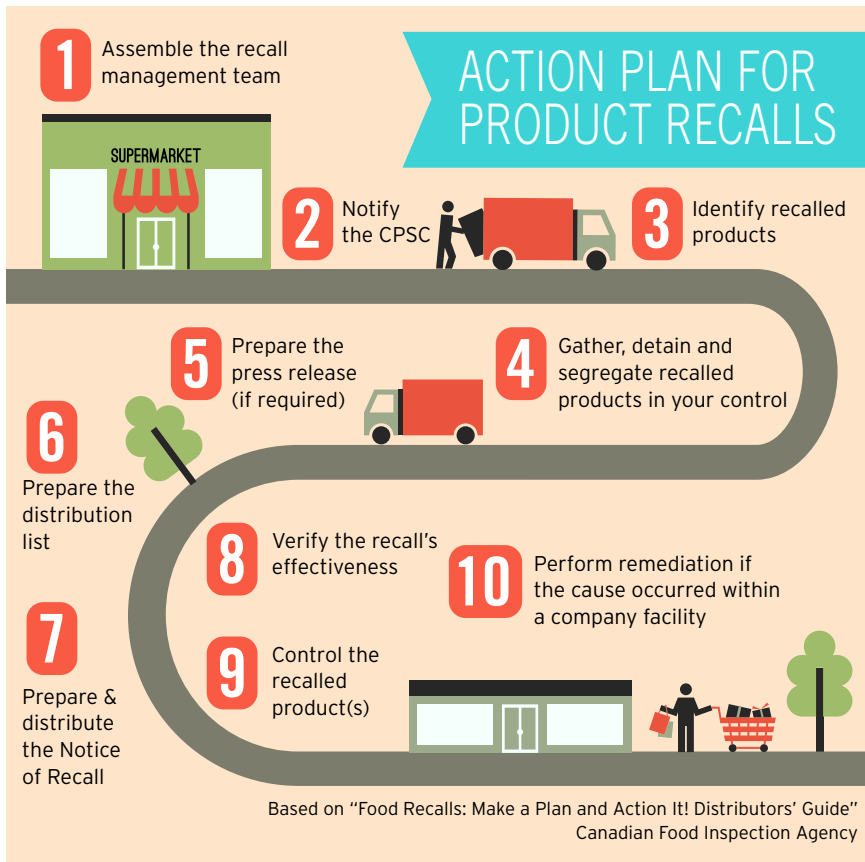 ACTION PLAN FOR
PRODUCT RECALLS
1
Assemble the recall
management team
SUPERMARKET
2
Notify
the CPSC
3
Identify recalled
products
4
Gather, detain and
segregate recalled
products in your control
5
Prepare the
press release
(if required)
6
Prepare the
distribution
list
7
Prepare &
distribute
the Notice
of Recall
8
Verify the recall's
effectiveness
9
Control the
recalled
product(s)
10
Perform remediation if
the cause occurred within
a company facility
Based on “Food Recalls: Make a Plan and Action It! Distributors’ Guide”
Canadian Food Inspection Agency